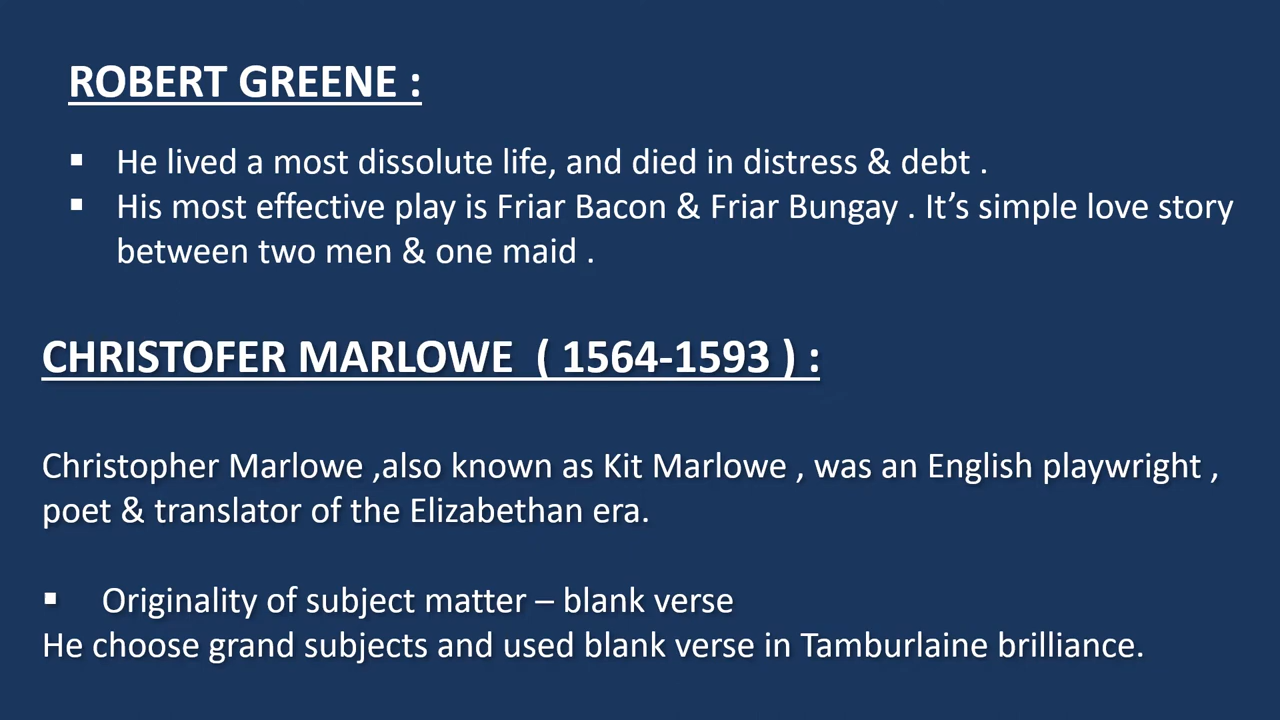 ROBERT GREENE :
▪ He lived a most dissolute life, and died in distress & debt .
▪ His most effective play is Friar Bacon & Friar Bungay . It’s simple love story
between two men & one maid .
CHRISTOFER MARLOWE ( 1564-1593 ) :
Christopher Marlowe ,also known as Kit Marlowe , was an English playwright ,
poet & translator of the Elizabethan era.
▪ Originality of subject matter – blank verse
He choose grand subjects and used blank verse in Tamburlaine brilliance.